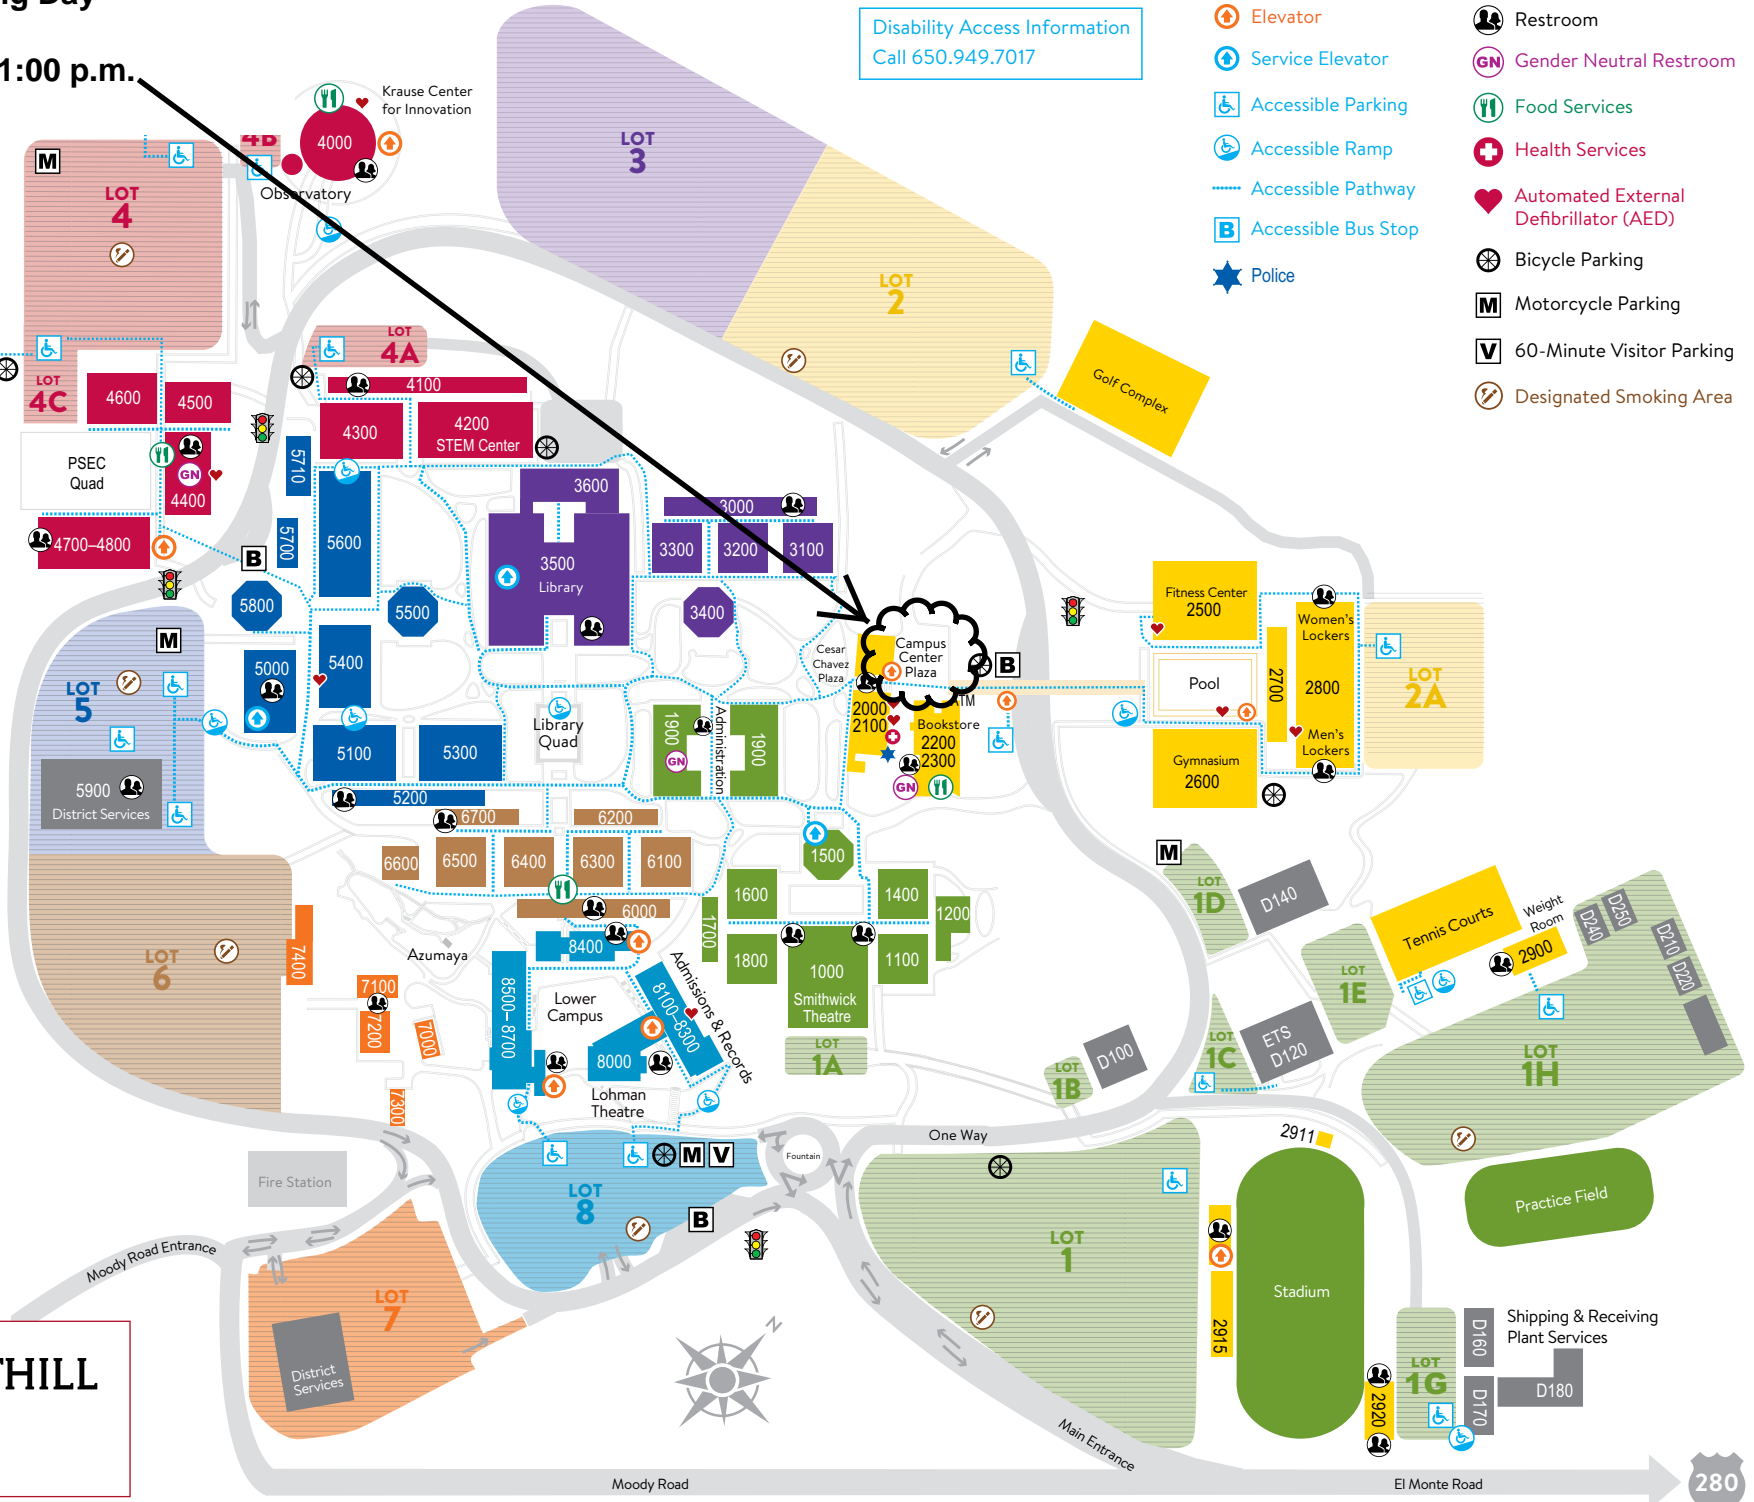 ng Day
1:00 p.m.
Disability Access Information
Call 650.949.7017
Elevator
Service Elevator
Accessible Parking
Accessible Ramp
Accessible Pathway
B
Accessible Bus Stop
Police
Restroom
GN
Gender Neutral Restroom
Food Services
Health Services
Automated External
Defibrillator (AED)
Bicycle Parking
M
Motorcycle Parking
V
60-Minute Visitor Parking
Designated Smoking Area
Krause Center
for Innovation
4000
4B
Observatory
M
LOT
4
LOT
4A
LOT
4C
4600
4500
4100
4300
4200
STEM Center
PSEC
Quad
GN
4400
4700–4800
B
LOT
3
LOT
2
Golf Complex
5710
5700
5600
5800
5500
5400
5000
5100
5300
5200
M
LOT
5
5900
District Services
3600
3500
Library
3000
3300
3200
3100
3400
Library
Quad
Cesar
Chavez
Plaza
Campus
Center
Plaza
B
ATM
2000
2100
Bookstore
2200
2300
GN
1900
GN
Administration
1900
Fitness Center
2500
Women's
Lockers
Pool
2700
2800
Men's
Lockers
Gymnasium
2600
LOT
2A
6700
6200
6600
6500
6400
6300
6100
6000
1500
1600
1400
1200
1700
1800
1100
1000
Smithwick
Theatre
LOT
1A
LOT
6
7400
7100
7200
7000
7300
Azumaya
8400
8500–8700
Lower
Campus
8100–8300
Admissions & Records
8000
Lohman
Theatre
M
LOT
1D
D140
LOT
1E
Tennis Courts
Weight
Room
2900
D240
D250
D210
D220
LOT
1C
ETS
D120
LOT
1B
D100
LOT
1H
One Way
Fountain
M
V
LOT
8
B
Fire Station
Moody Road Entrance
LOT
7
District
Services
LOT
1
2911
2915
Stadium
2920
Practice Field
LOT
1G
D160
D170
D180
Shipping & Receiving
Plant Services
N
THILL
Main Entrance
Moody Road
El Monte Road
280